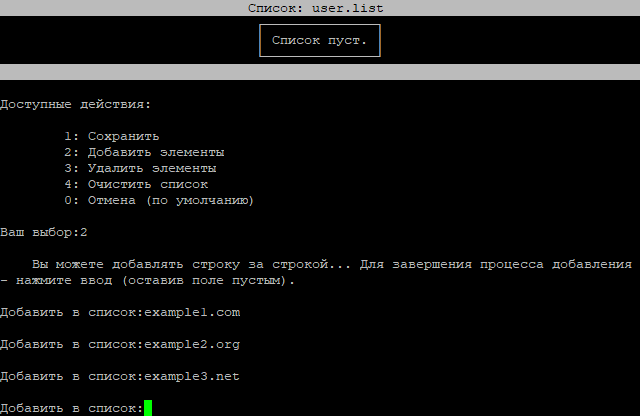 Список: user.list
Список пуст.
Доступные действия:
1: Сохранить
2: Добавить элементы
3: Удалить элементы
4: Очистить список
0: Отмена (по умолчанию)
Ваш выбор:2
Вы можете добавлять строку за строкой... Для завершения процесса добавления
- нажмите ввод (оставив поле пустым).
Добавить в список:example1.com
Добавить в список:example2.org
Добавить в список:example3.net
Добавить в список: